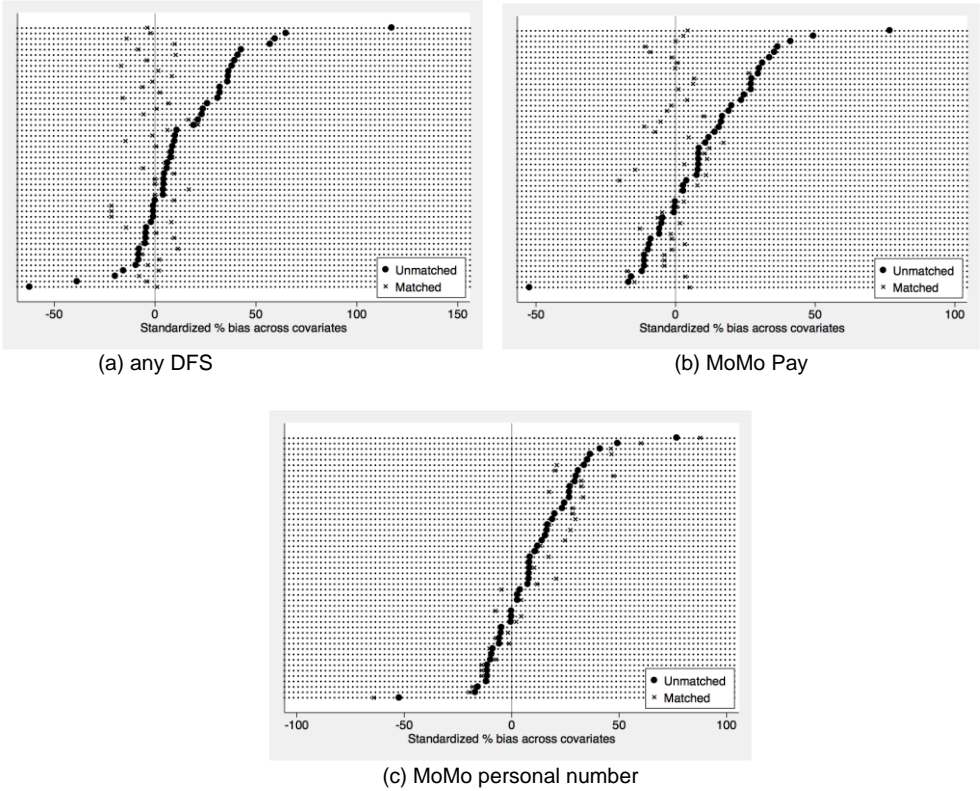 ● Unmatched
× Matched
-50 0 50 100 150
Standardized % bias across covariates
(a) any DFS
● Unmatched
× Matched
-50 0 50 100
Standardized % bias across covariates
(b) MoMo Pay
● Unmatched
× Matched
-100 -50 0 50 100
Standardized % bias across covariates
(c) MoMo personal number